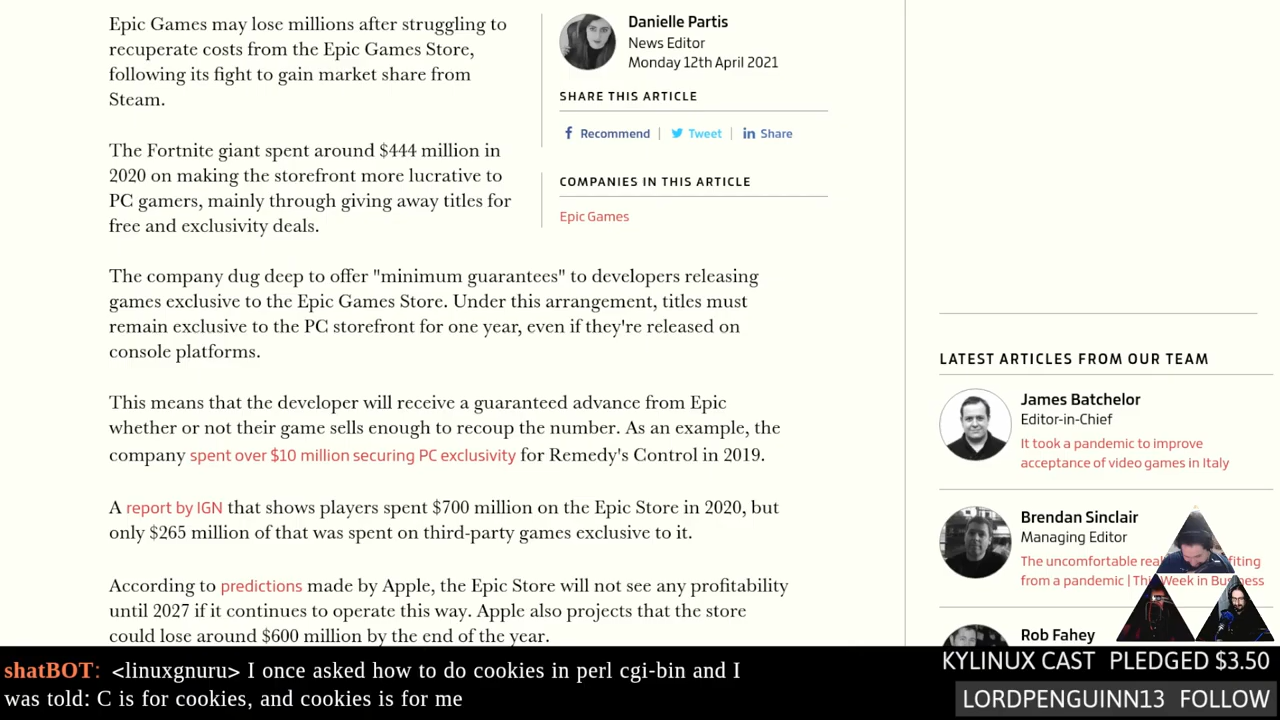 Epic Games may lose millions after struggling to
recuperate costs from the Epic Games Store,
following its fight to gain market share from
Steam.
The Fortnite giant spent around $444 million in
2020 on making the storefront more lucrative to
PC gamers, mainly through giving away titles for
free and exclusivity deals.
Danielle Partis
News Editor
Monday 12th April 2021
SHARE THIS ARTICLE
Recommend | Tweet | in Share
COMPANIES IN THIS ARTICLE
Epic Games
The company dug deep to offer "minimum guarantees" to developers releasing
games exclusive to the Epic Games Store. Under this arrangement, titles must
remain exclusive to the PC storefront for one year, even if they're released on
console platforms.
This means that the developer will receive a guaranteed advance from Epic
whether or not their game sells enough to recoup the number. As an example, the
company spent over $10 million securing PC exclusivity for Remedy's Control in 2019.
A report by IGN that shows players spent $700 million on the Epic Store in 2020, but
only $265 million of that was spent on third-party games exclusive to it.
According to predictions made by Apple, the Epic Store will not see any profitability
until 2027 if it continues to operate this way. Apple also projects that the store
could lose around $600 million by the end of the year.
LATEST ARTICLES FROM OUR TEAM
James Batchelor
Editor-in-Chief
It took a pandemic to improve
acceptance of video games in Italy
Brendan Sinclair
Managing Editor
The uncomfortable
from a pandemic | This Week in Business
Rob Fahey
shatBOT: <linuxgnuru> I once asked how to do cookies in perl cgi-bin and I
was told: C is for cookies, and cookies is for me
KYLINUX CAST PLEDGED $3.50
LORDPENGUINN13 FOLLOW